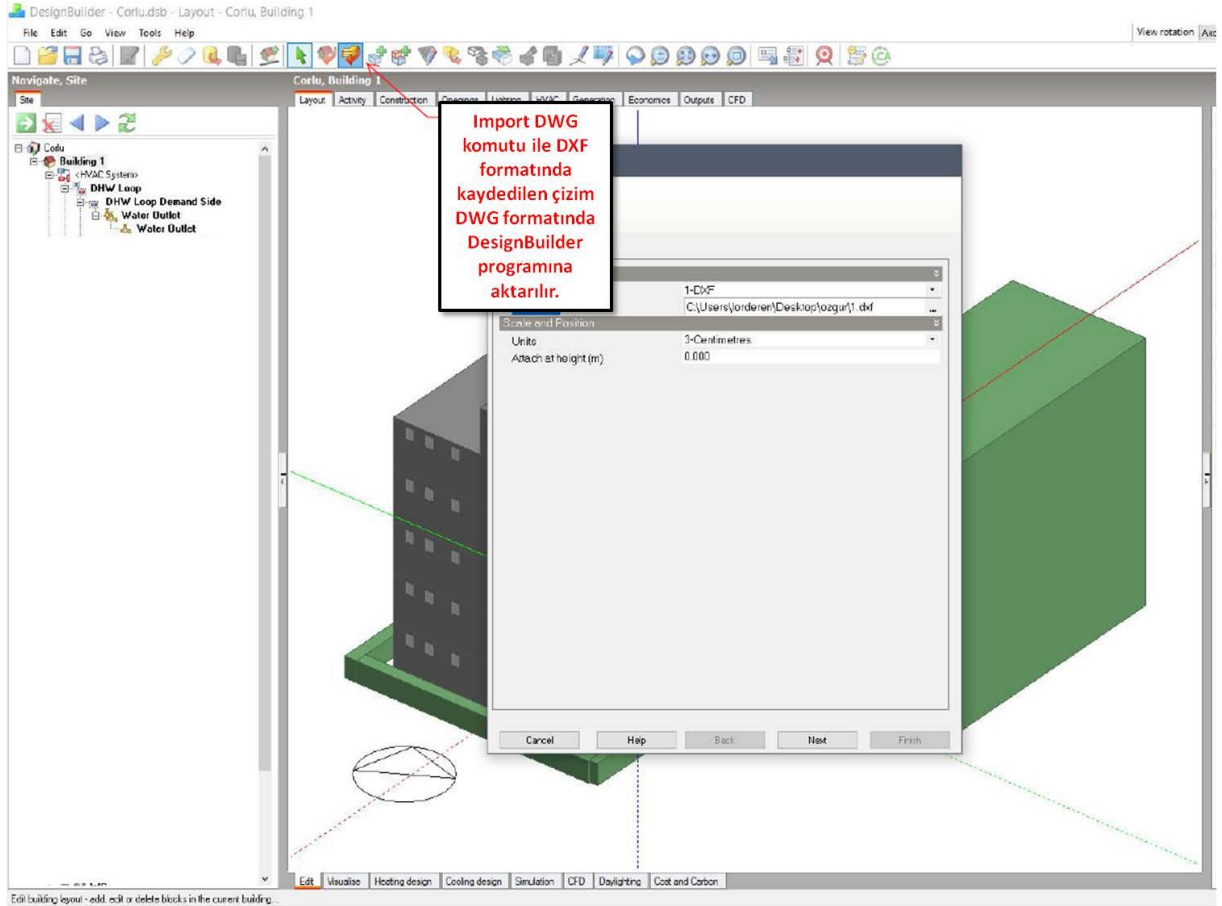 DesignBuilder - Corlu.dsb - Layout - Corlu, Building 1
File Edit Go View Tools Help
View rotation
Navigate, Site
Corlu, Building 1
Site
Layout Activity Construction Openings Lighting HVAC Generation Economics Outputs CFD
Corlu
Building 1
<HVAC System>
DHW Loop
DHW Loop Demand Side
Water Outlet
Water Outlet
Import DWG
komutu ile DXF
formatında
kaydedilen çizim
DWG formatında
DesignBuilder
programına
aktarılır.
1-DXF
C:\Users\lorderen\Desktop\ozgur\1.dxf
Scale and Position
Units 3-Centimetres
Attach at height (m) 0.000
Cancel Help Back Next Finish
Edit Visualise Heating design Cooling design Simulation CFD Daylighting Cost and Carbon
Edit building layout - add, edit or delete blocks in the current building...